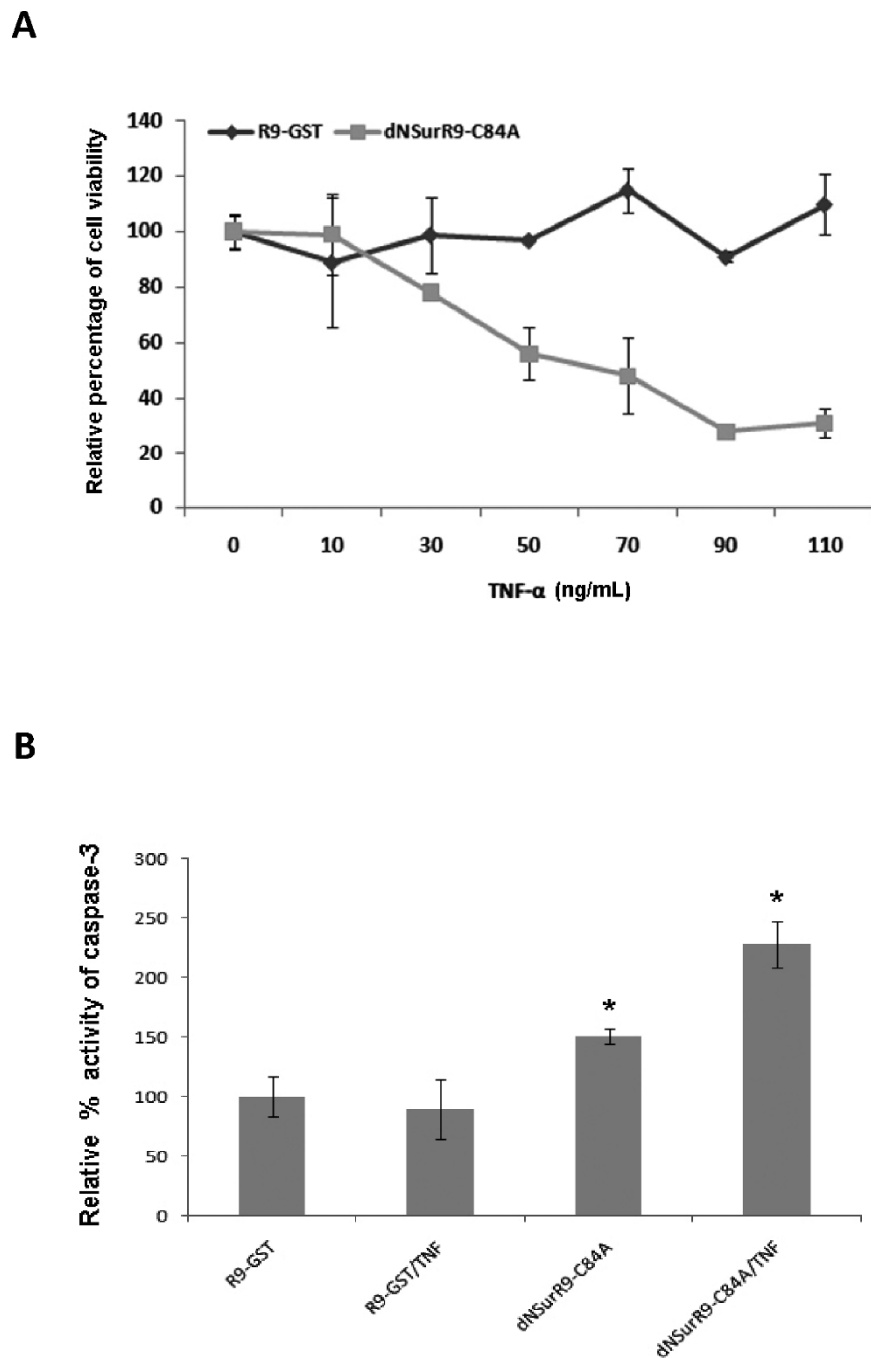 A
R9-GST dNSurR9-C84A
Relative percentage of cell viability
140
120
100
80
60
40
20
0
0 10 30 50 70 90 110
TNF-α (ng/mL)
B
Relative % activity of caspase-3
300
250
200
150
100
50
0
*
*
R9-GST
R9-GST/TNF
dNSurR9-C84A
dNSurR9-C84A/TNF